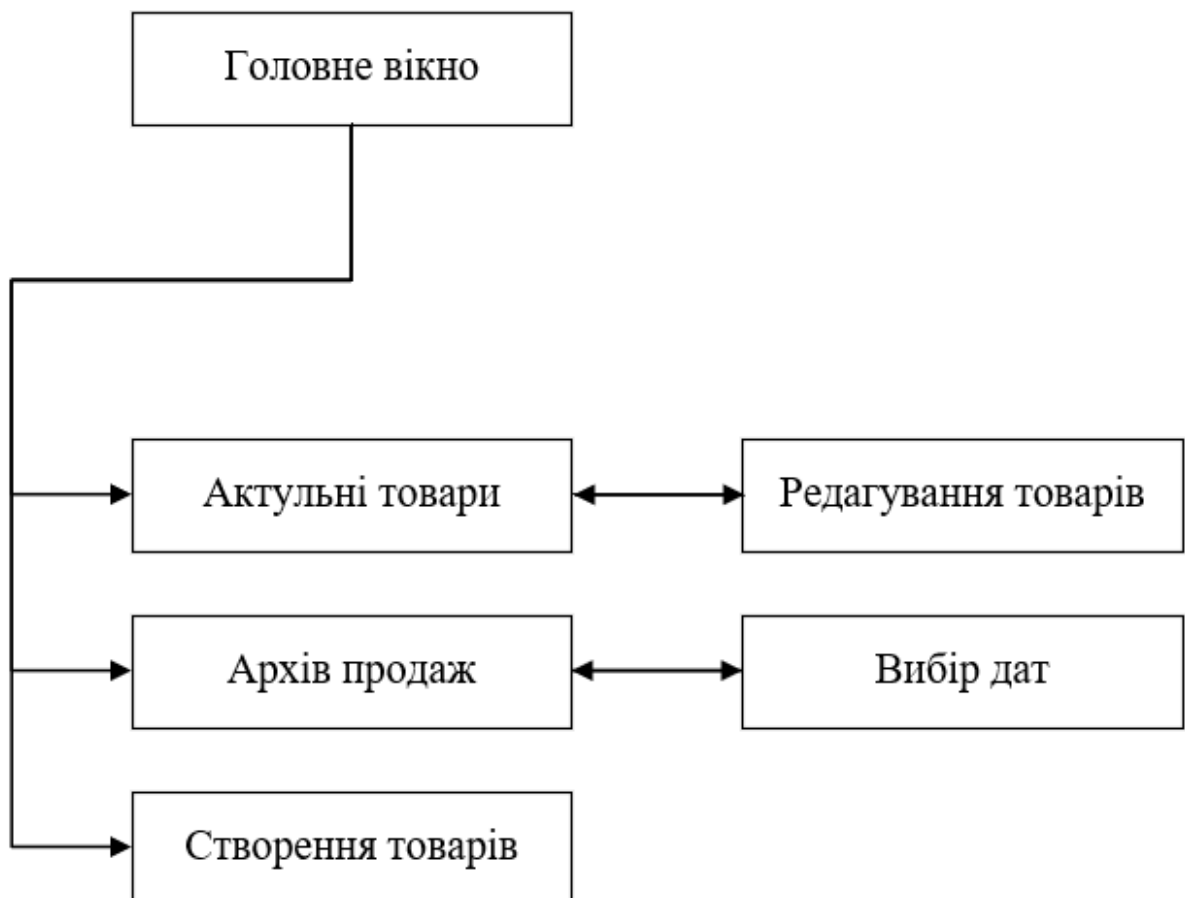 Головне вікно
Актульні товари
Редагування товарів
Архів продаж
Вибір дат
Створення товарів